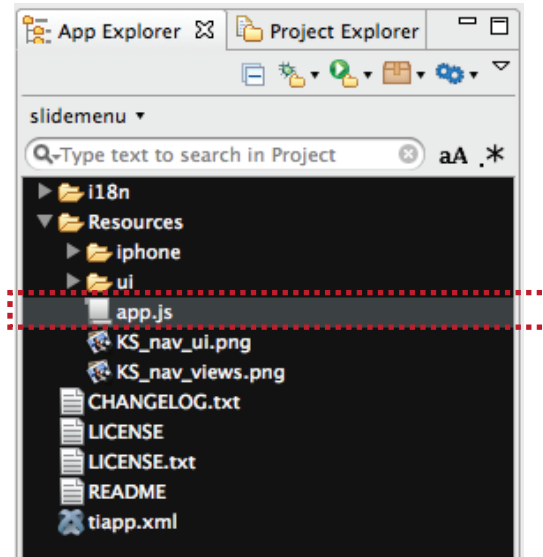 App Explorer Project Explorer
slidemenu
Type text to search in Project aA .*
i18n
Resources
iphone
ui
app.js
KS_nav_ui.png
KS_nav_views.png
CHANGELOG.txt
LICENSE
LICENSE.txt
README
tiapp.xml